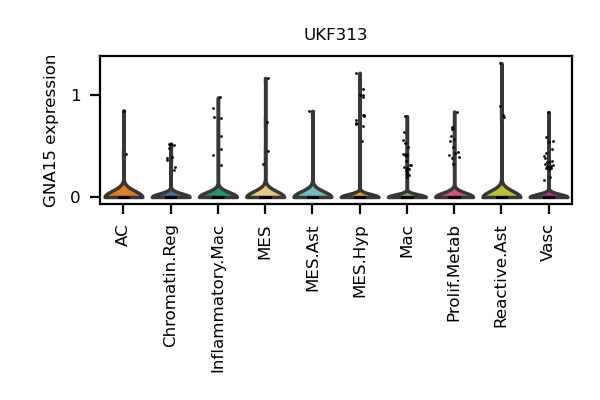 UKF313
GNA15 expression
1
0
AC
Chromatin.Reg
Inflammatory.Mac
MES
MES.Ast
MES.Hyp
Mac
Prolif.Metab
Reactive.Ast
Vasc